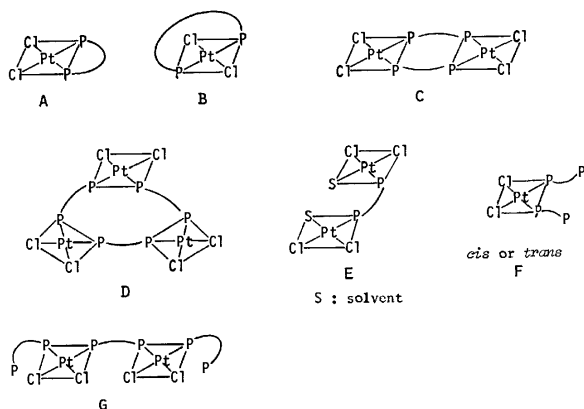 Cl P
Pt
Cl P
A
Cl P
Pt
P Cl
B
Cl P P Cl
Pt Pt
Cl P P Cl
C
Cl Cl
Pt
P P
P P
Cl Pt P P Pt Cl
Cl Cl
D
Cl Cl
Pt
S P
S P
Pt
Cl Cl
E
S : solvent
Cl P P
Pt
Cl P P
cis or trans
F
P P P P
P Pt Pt P
Cl Cl Cl Cl
G